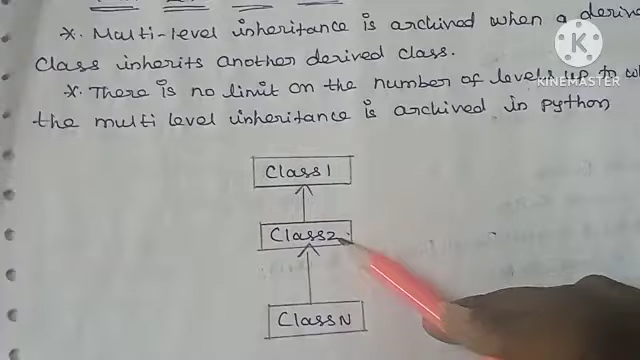 *. Multi-level inheritance is archived when a derive
class inherits another derived class.
*. There is no limit on the number of levels up to
the multi level inheritance is archived in python
Class1
Class2
ClassN
K
KINEMASTER